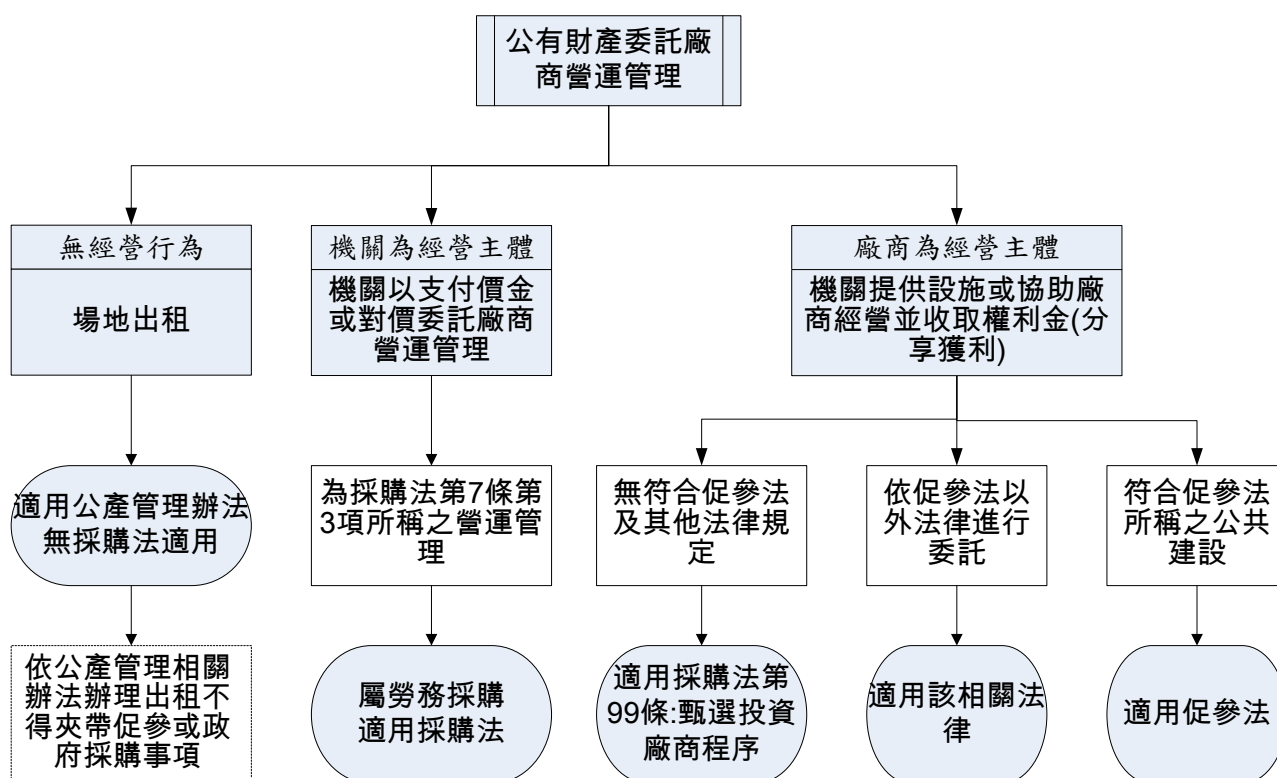 公有財產委託廠
商營運管理
無經營行為
場地出租
機關為經營主體
機關以支付價金
或對價委託廠商
營運管理
廠商為經營主體
機關提供設施或協助廠
商經營並收取權利金(分
享獲利)
適用公產管理辦法
無採購法適用
為採購法第7條第
3項所稱之營運管
理
無符合促參法
及其他法律規
定
依促參法以
外法律進行
委託
符合促參法
所稱之公共
建設
依公產管理相關
辦法辦理出租不
得夾帶促參或政
府採購事項
屬勞務採購
適用採購法
適用採購法第
99條:甄選投資
廠商程序
適用該相關法
律
適用促參法